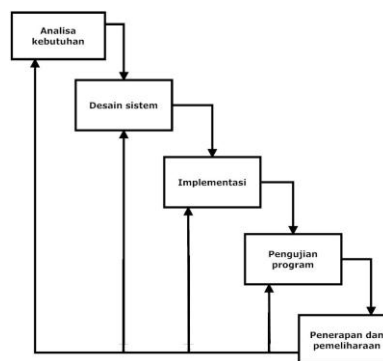 Analisa
kebutuhan
Desain sistem
Implementasi
Pengujian
program
Penerapan dan
pemeliharaan